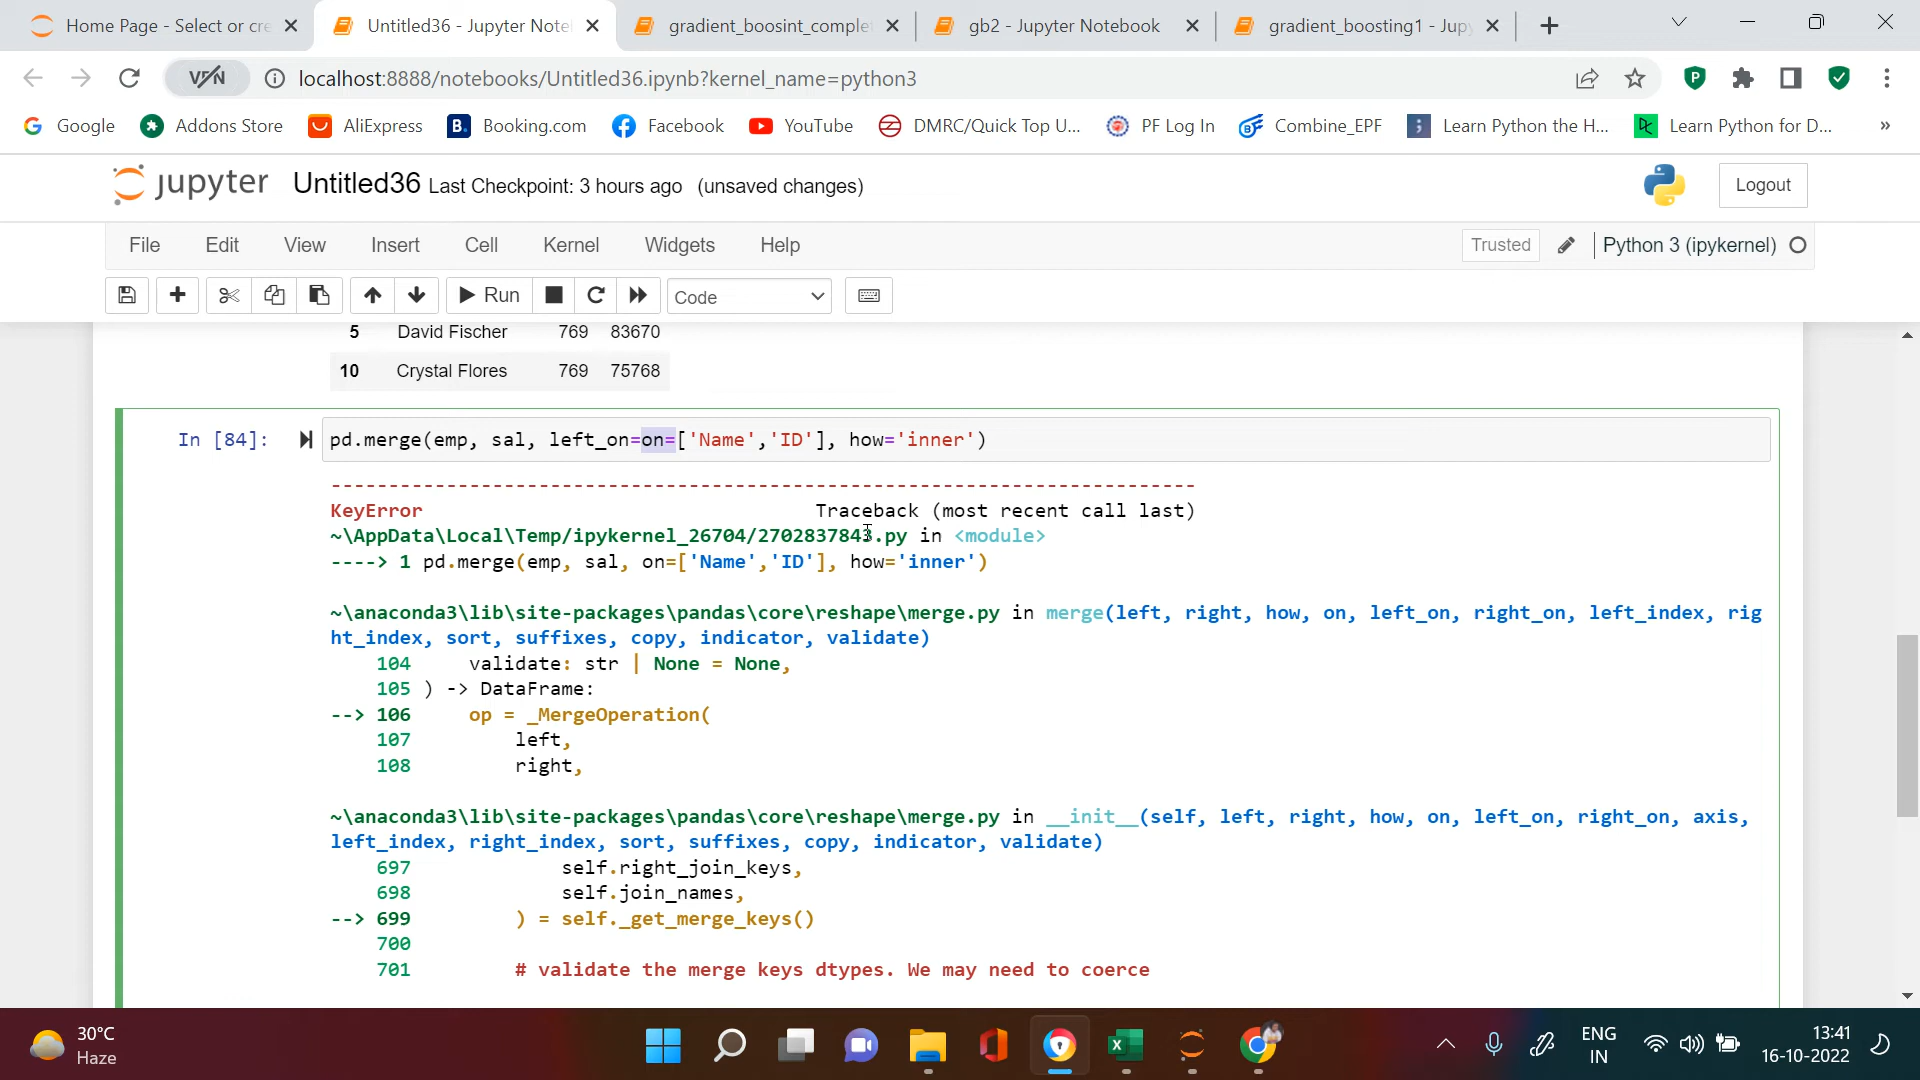 Home Page - Select or cre
Untitled36 - Jupyter Note
gradient_boosint_comple
gb2 - Jupyter Notebook
gradient_boosting1 - Jupy
VPN
localhost:8888/notebooks/Untitled36.ipynb?kernel_name=python3
Google
Addons Store
AliExpress
Booking.com
Facebook
YouTube
DMRC/Quick Top U...
PF Log In
Combine_EPF
Learn Python the H...
Learn Python for D...
»
jupyter Untitled36 Last Checkpoint: 3 hours ago (unsaved changes)
Logout
File Edit View Insert Cell Kernel Widgets Help
Trusted
Python 3 (ipykernel)
Run
Code
5 David Fischer 769 83670
10 Crystal Flores 769 75768
In [84]:
pd.merge(emp, sal, left_on=on=['Name','ID'], how='inner')
---------------------------------------------------------------------------
KeyError Traceback (most recent call last)
~\AppData\Local\Temp/ipykernel_26704/2702837843.py in <module>
----> 1 pd.merge(emp, sal, on=['Name','ID'], how='inner')
~\anaconda3\lib\site-packages\pandas\core\reshape\merge.py in merge(left, right, how, on, left_on, right_on, left_index, rig
ht_index, sort, suffixes, copy, indicator, validate)
104 validate: str | None = None,
105 ) -> DataFrame:
--> 106 op = _MergeOperation(
107 left,
108 right,
~\anaconda3\lib\site-packages\pandas\core\reshape\merge.py in __init__(self, left, right, how, on, left_on, right_on, axis,
left_index, right_index, sort, suffixes, copy, indicator, validate)
697 self.right_join_keys,
698 self.join_names,
--> 699 ) = self._get_merge_keys()
700
701 # validate the merge keys dtypes. We may need to coerce
30°C
Haze
ENG
IN
13:41
16-10-2022